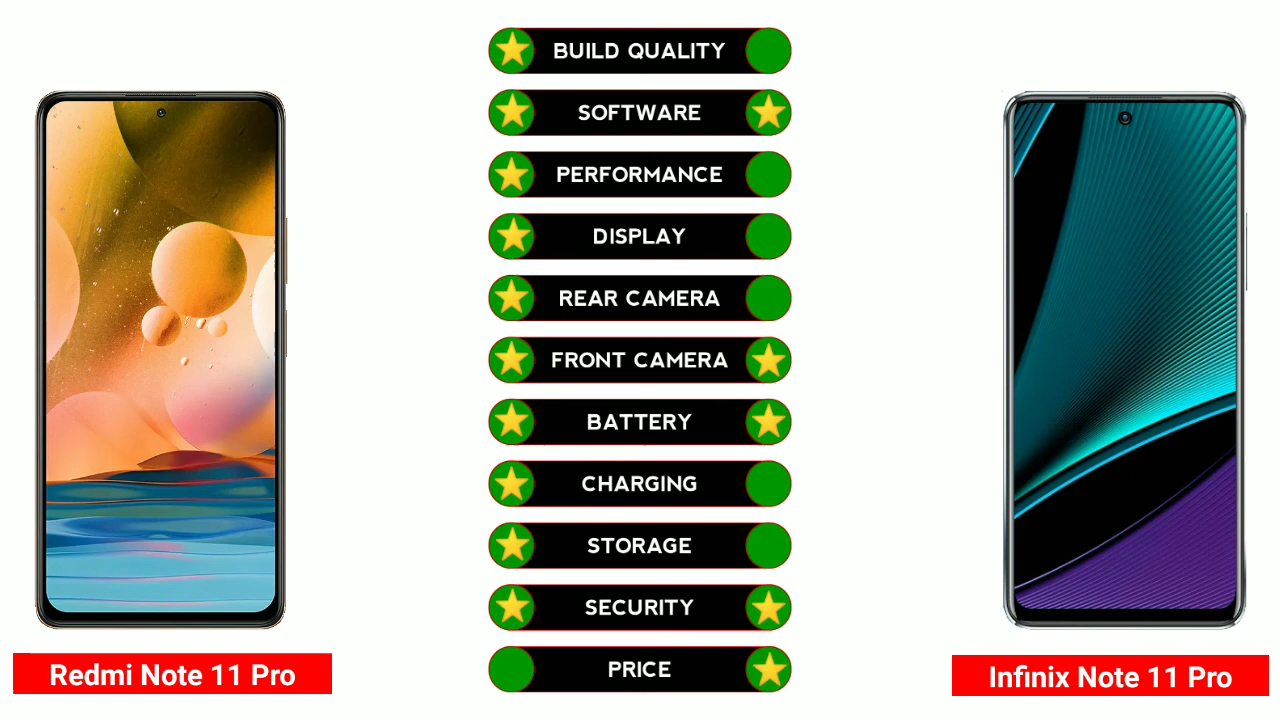 BUILD QUALITY
SOFTWARE
PERFORMANCE
DISPLAY
REAR CAMERA
FRONT CAMERA
BATTERY
CHARGING
STORAGE
SECURITY
PRICE
Redmi Note 11 Pro
Infinix Note 11 Pro